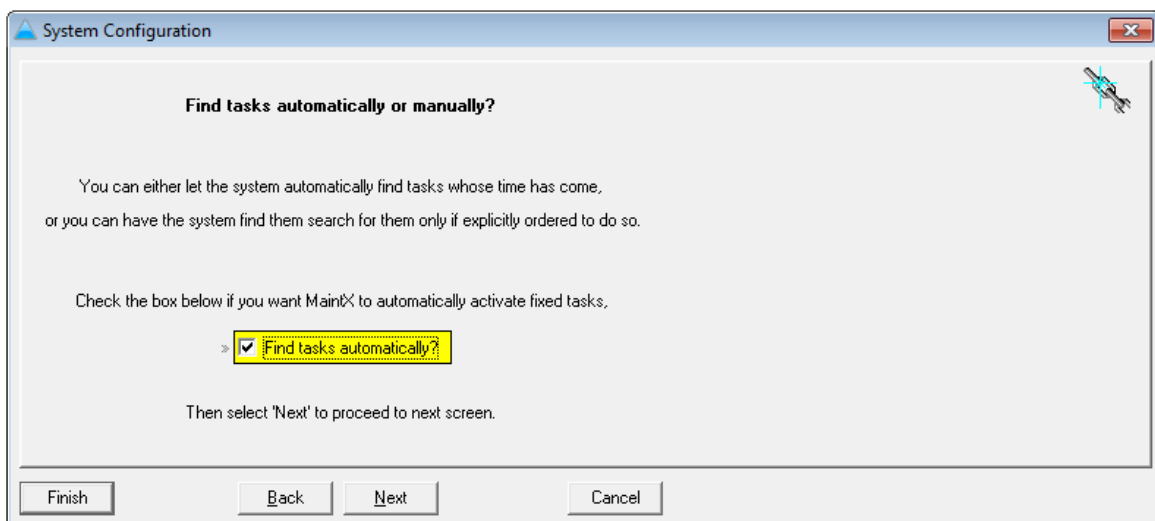 System Configuration
Find tasks automatically or manually?
You can either let the system automatically find tasks whose time has come,
or you can have the system find them search for them only if explicitly ordered to do so.
Check the box below if you want MaintX to automatically activate fixed tasks,
» Find tasks automatically?
Then select 'Next' to proceed to next screen.
Finish Back Next Cancel